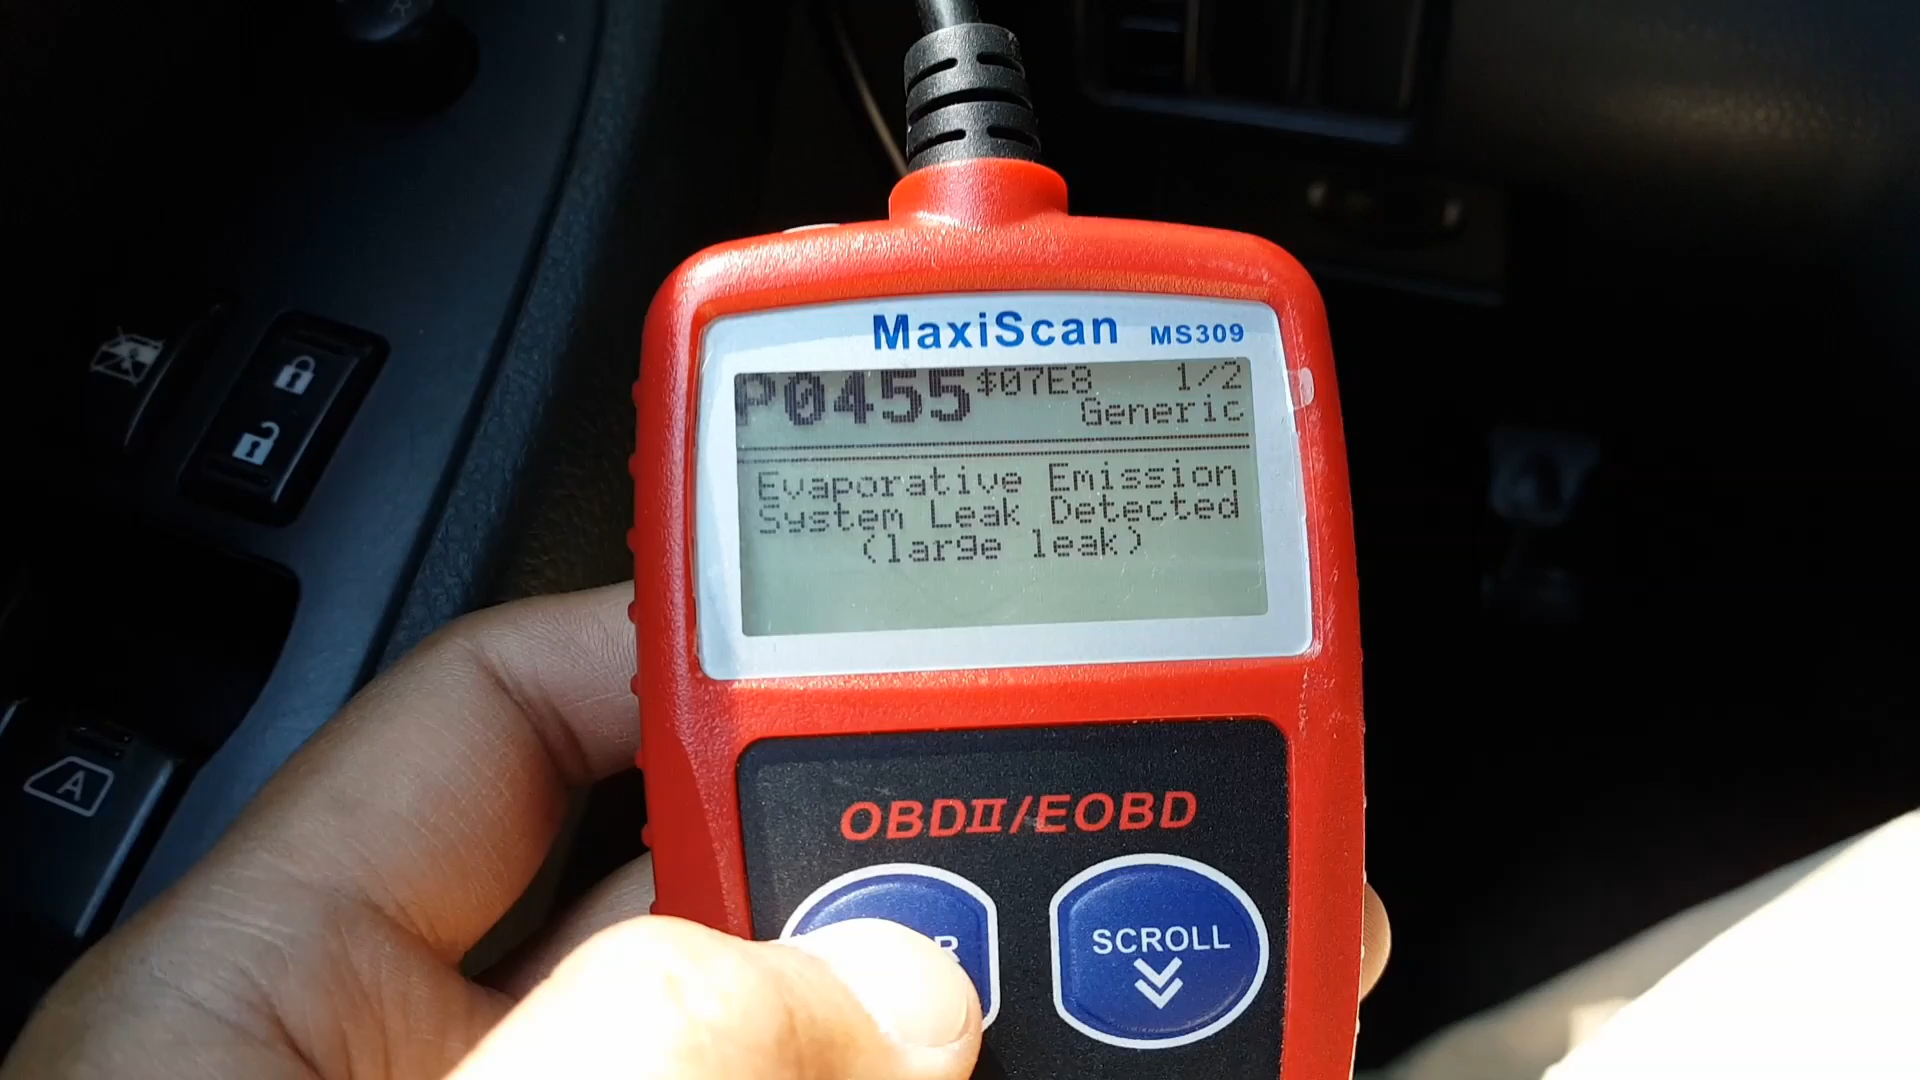 MaxiScan MS309
P0455 $07E8 1/2
Generic
Evaporative Emission
System Leak Detected
(large leak)
OBDII/EOBD
SCROLL
A